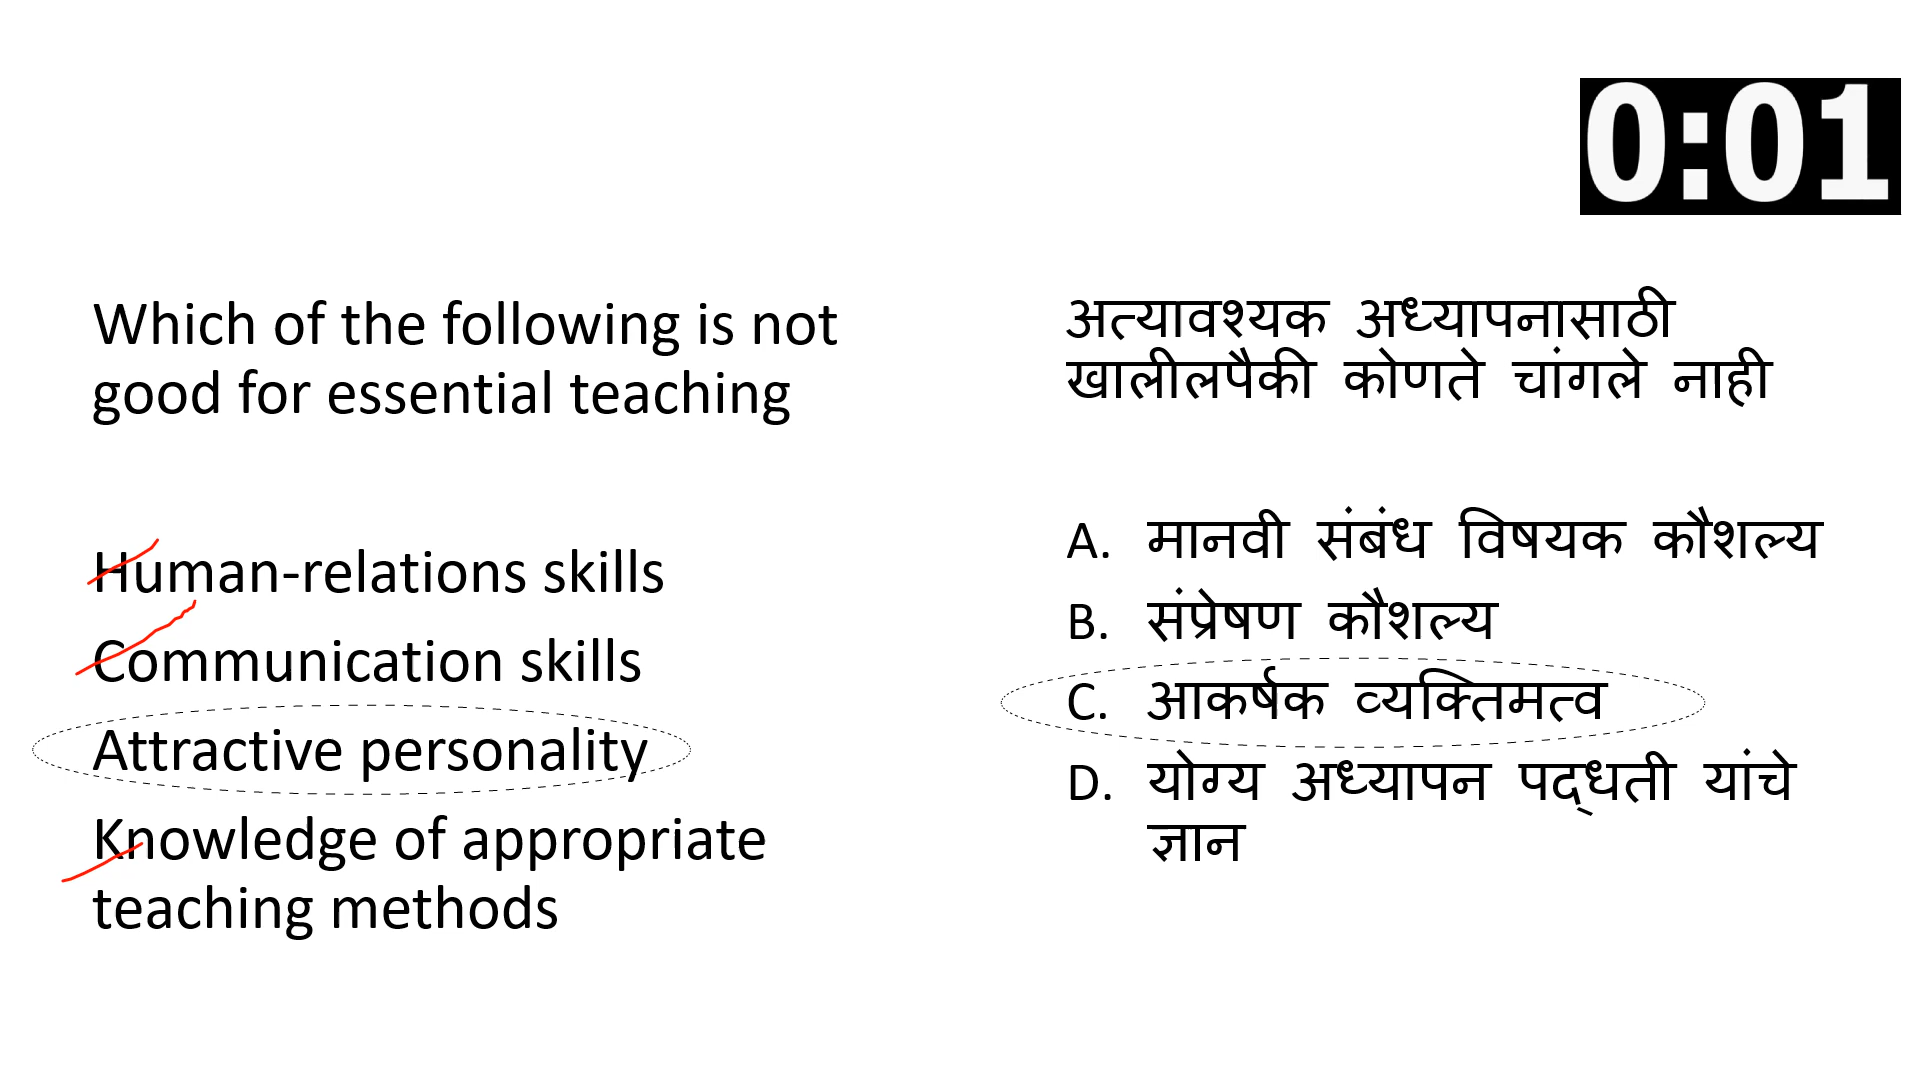 0:01
Which of the following is not
good for essential teaching
Human-relations skills
Communication skills
Attractive personality
Knowledge of appropriate
teaching methods
अत्यावश्यक अध्यापनासाठी
खालीलपैकी कोणते चांगले नाही
A. मानवी संबंध विषयक कौशल्य
B. संप्रेषण कौशल्य
C. आकर्षक व्यक्तिमत्व
D. योग्य अध्यापन पद्धती यांचे
ज्ञान